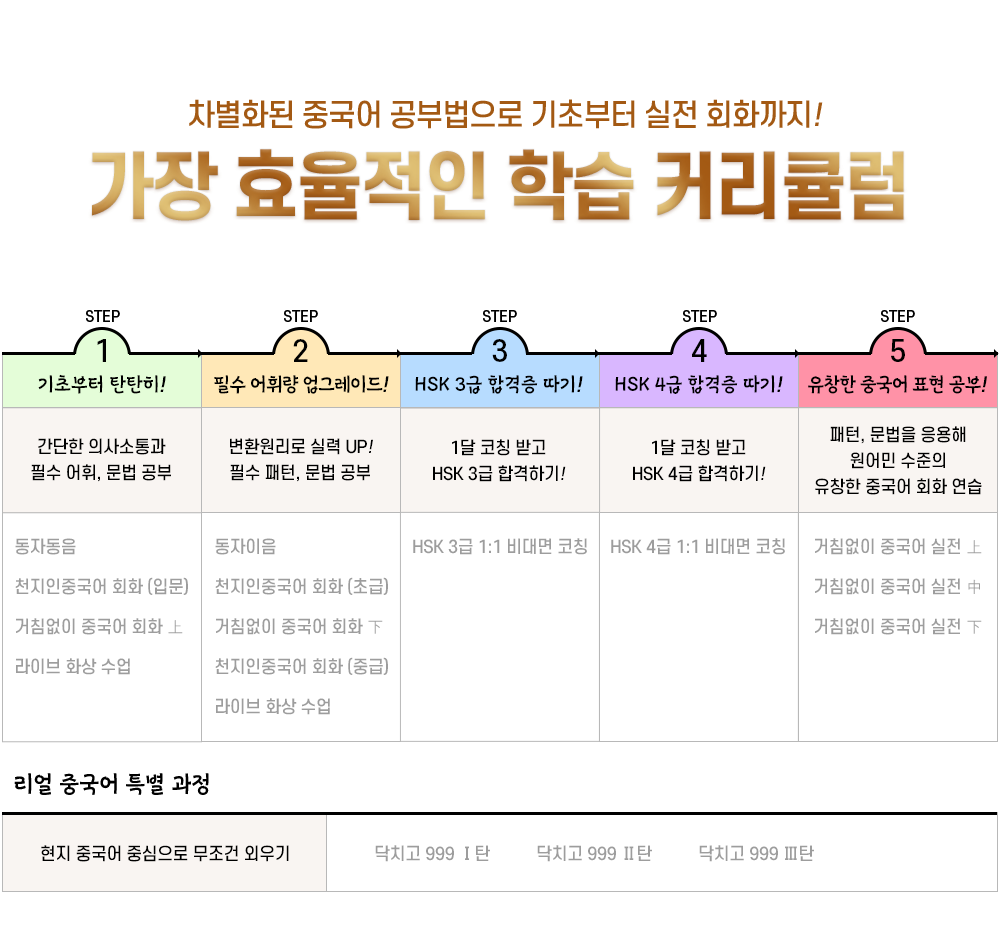 차별화된 중국어 공부법으로 기초부터 실전 회화까지!
가장 효율적인 학습 커리큘럼
STEP
1
기초부터 탄탄히!
간단한 의사소통과
필수 어휘, 문법 공부
동자동음
천지인중국어 회화 (입문)
거침없이 중국어 회화 上
라이브 화상 수업
STEP
2
필수 어휘량 업그레이드!
변환원리로 실력 UP!
필수 패턴, 문법 공부
동자이음
천지인중국어 회화 (초급)
거침없이 중국어 회화 下
천지인중국어 회화 (중급)
라이브 화상 수업
STEP
3
HSK 3급 합격증 따기!
1달 코칭 받고
HSK 3급 합격하기!
HSK 3급 1:1 비대면 코칭
STEP
4
HSK 4급 합격증 따기!
1달 코칭 받고
HSK 4급 합격하기!
HSK 4급 1:1 비대면 코칭
STEP
5
유창한 중국어 표현 공부!
패턴, 문법을 응용해
원어민 수준의
유창한 중국어 회화 연습
거침없이 중국어 실전 上
거침없이 중국어 실전 中
거침없이 중국어 실전 下
리얼 중국어 특별 과정
현지 중국어 중심으로 무조건 외우기
닥치고 999 Ⅰ탄
닥치고 999 Ⅱ탄
닥치고 999 Ⅲ탄